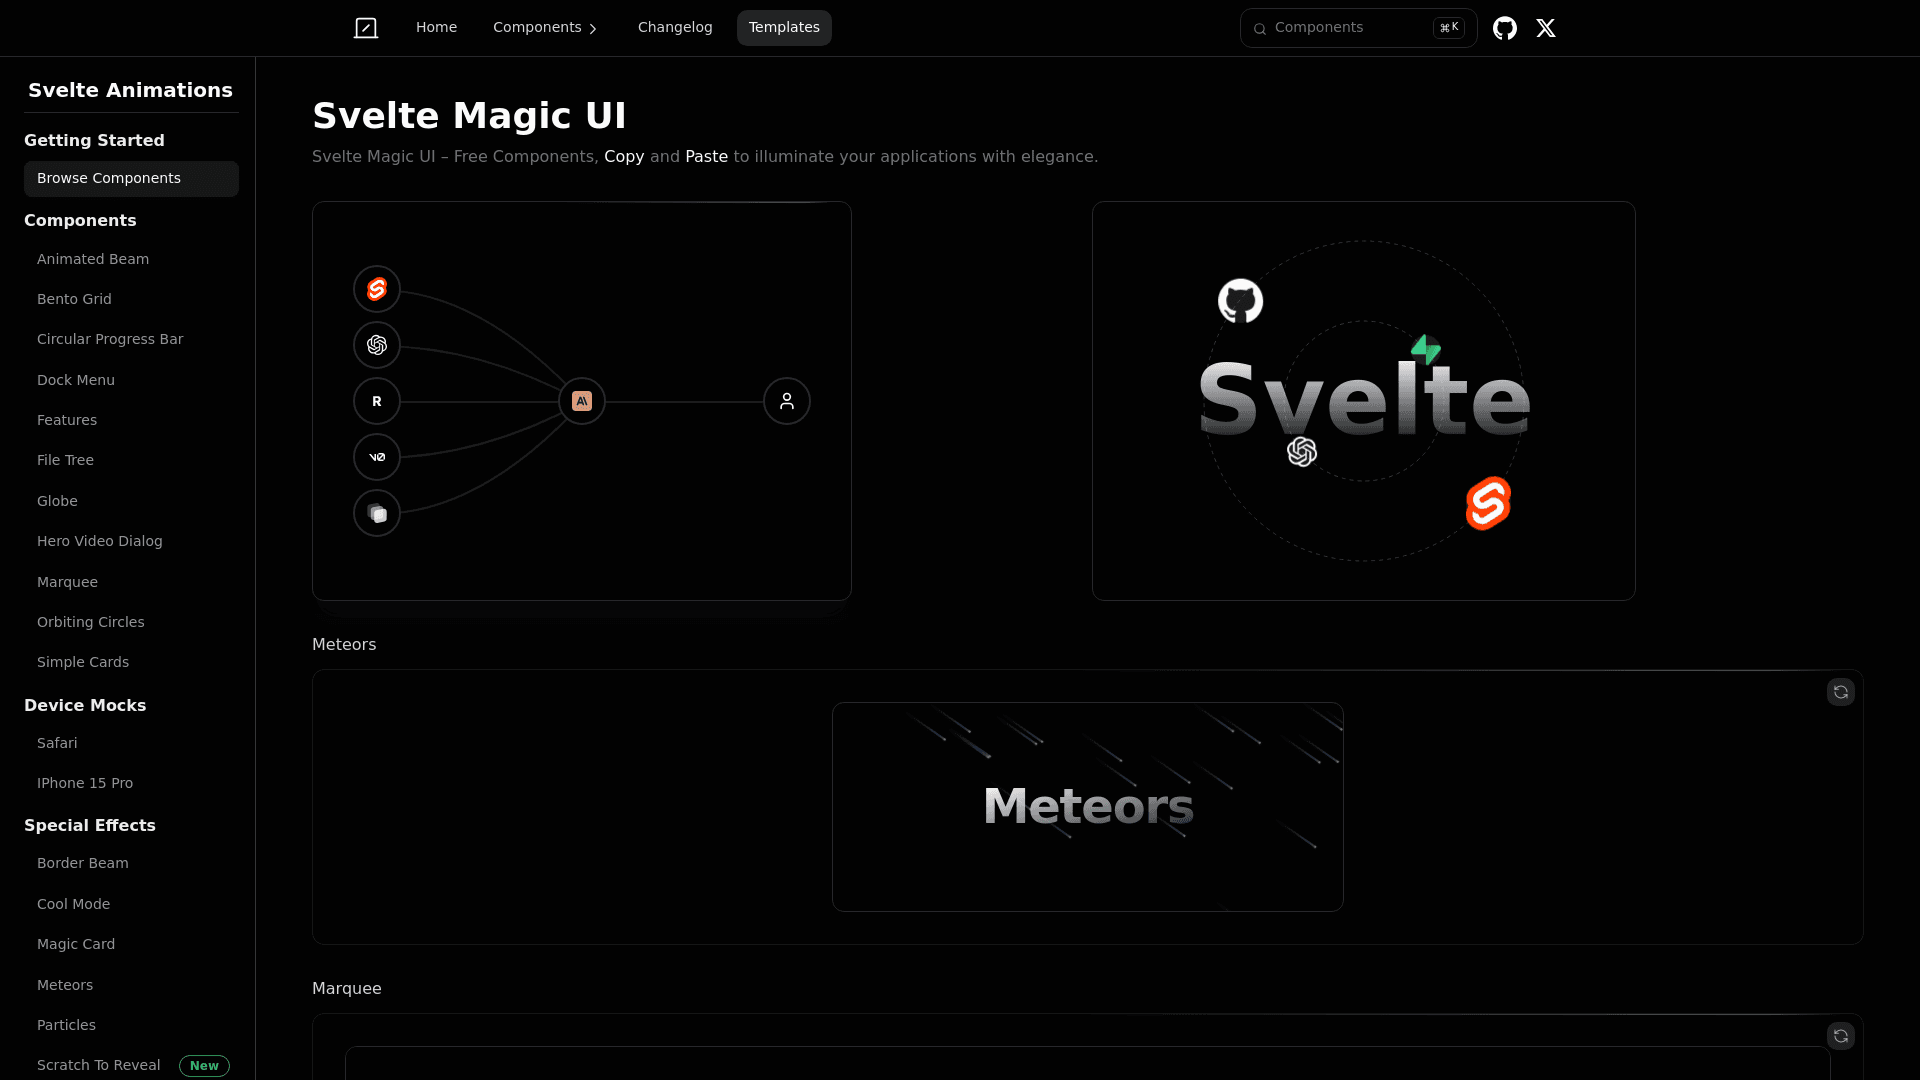 Home
Components
Changelog
Templates
Components
⌘K
Svelte Animations
Getting Started
Browse Components
Components
Animated Beam
Bento Grid
Circular Progress Bar
Dock Menu
Features
File Tree
Globe
Hero Video Dialog
Marquee
Orbiting Circles
Simple Cards
Device Mocks
Safari
IPhone 15 Pro
Special Effects
Border Beam
Cool Mode
Magic Card
Meteors
Particles
Scratch To Reveal New
Svelte Magic UI
Svelte Magic UI – Free Components, Copy and Paste to illuminate your applications with elegance.
R
v0
A\
Svelte
Meteors
Meteors
Marquee